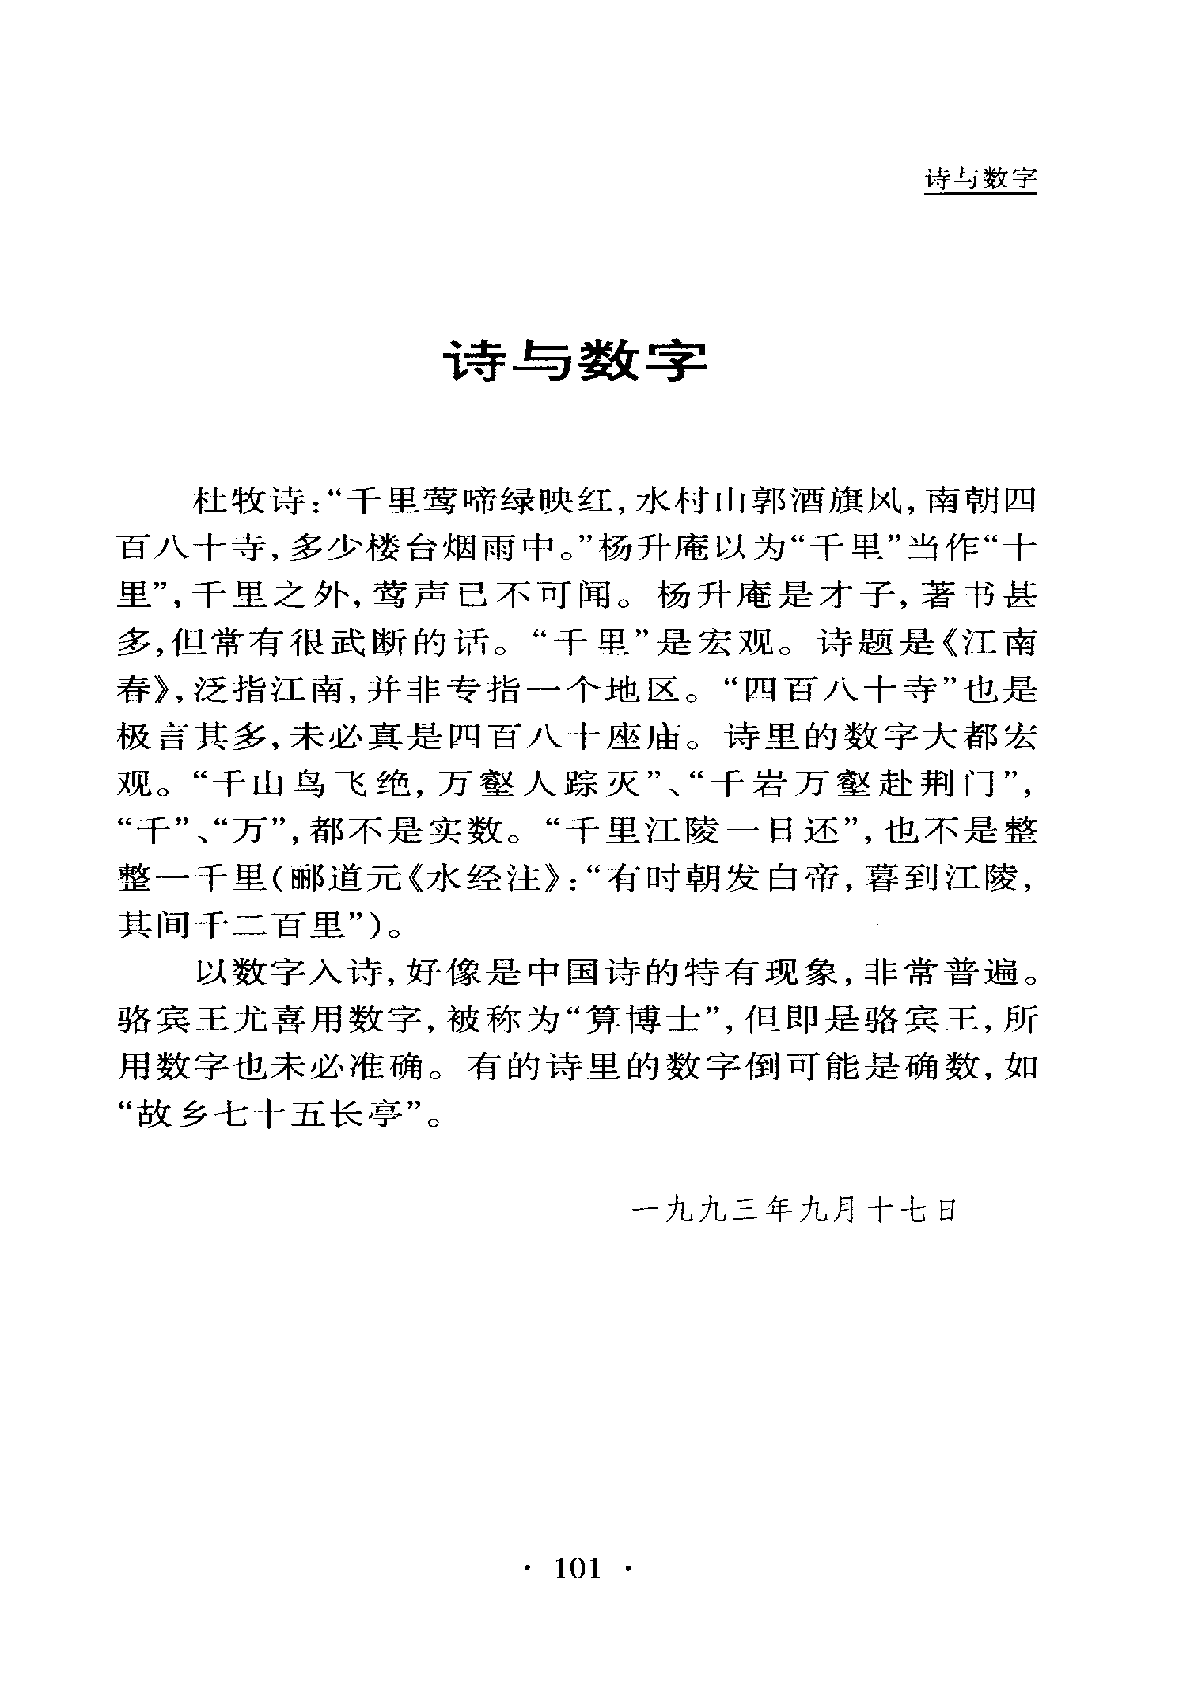 诗与数字
诗与数字
杜牧诗：“千里莺啼绿映红，水村山郭酒旗风，南朝四
百八十寺，多少楼台烟雨中。”杨升庵以为“千里”当作“十
里”，千里之外，莺声已不可闻。杨升庵是才子，著书甚
多，但常有很武断的话。“千里”是宏观。诗题是《江南
春》，泛指江南，并非专指一个地区。“四百八十寺”也是
极言其多，未必真是四百八十座庙。诗里的数字大都宏
观。“千山鸟飞绝，万壑人踪灭”、“千岩万壑赴荆门”，
“千”、“万”，都不是实数。“千里江陵一日还”，也不是整
整一千里（郦道元《水经注》：“有时朝发白帝，暮到江陵，
其间千二百里”）。
以数字入诗，好像是中国诗的特有现象，非常普遍。
骆宾王尤喜用数字，被称为“算博士”，但即是骆宾王，所
用数字也未必准确。有的诗里的数字倒可能是确数，如
“故乡七十五长亭”。
一九九三年九月十七日
· 101 ·